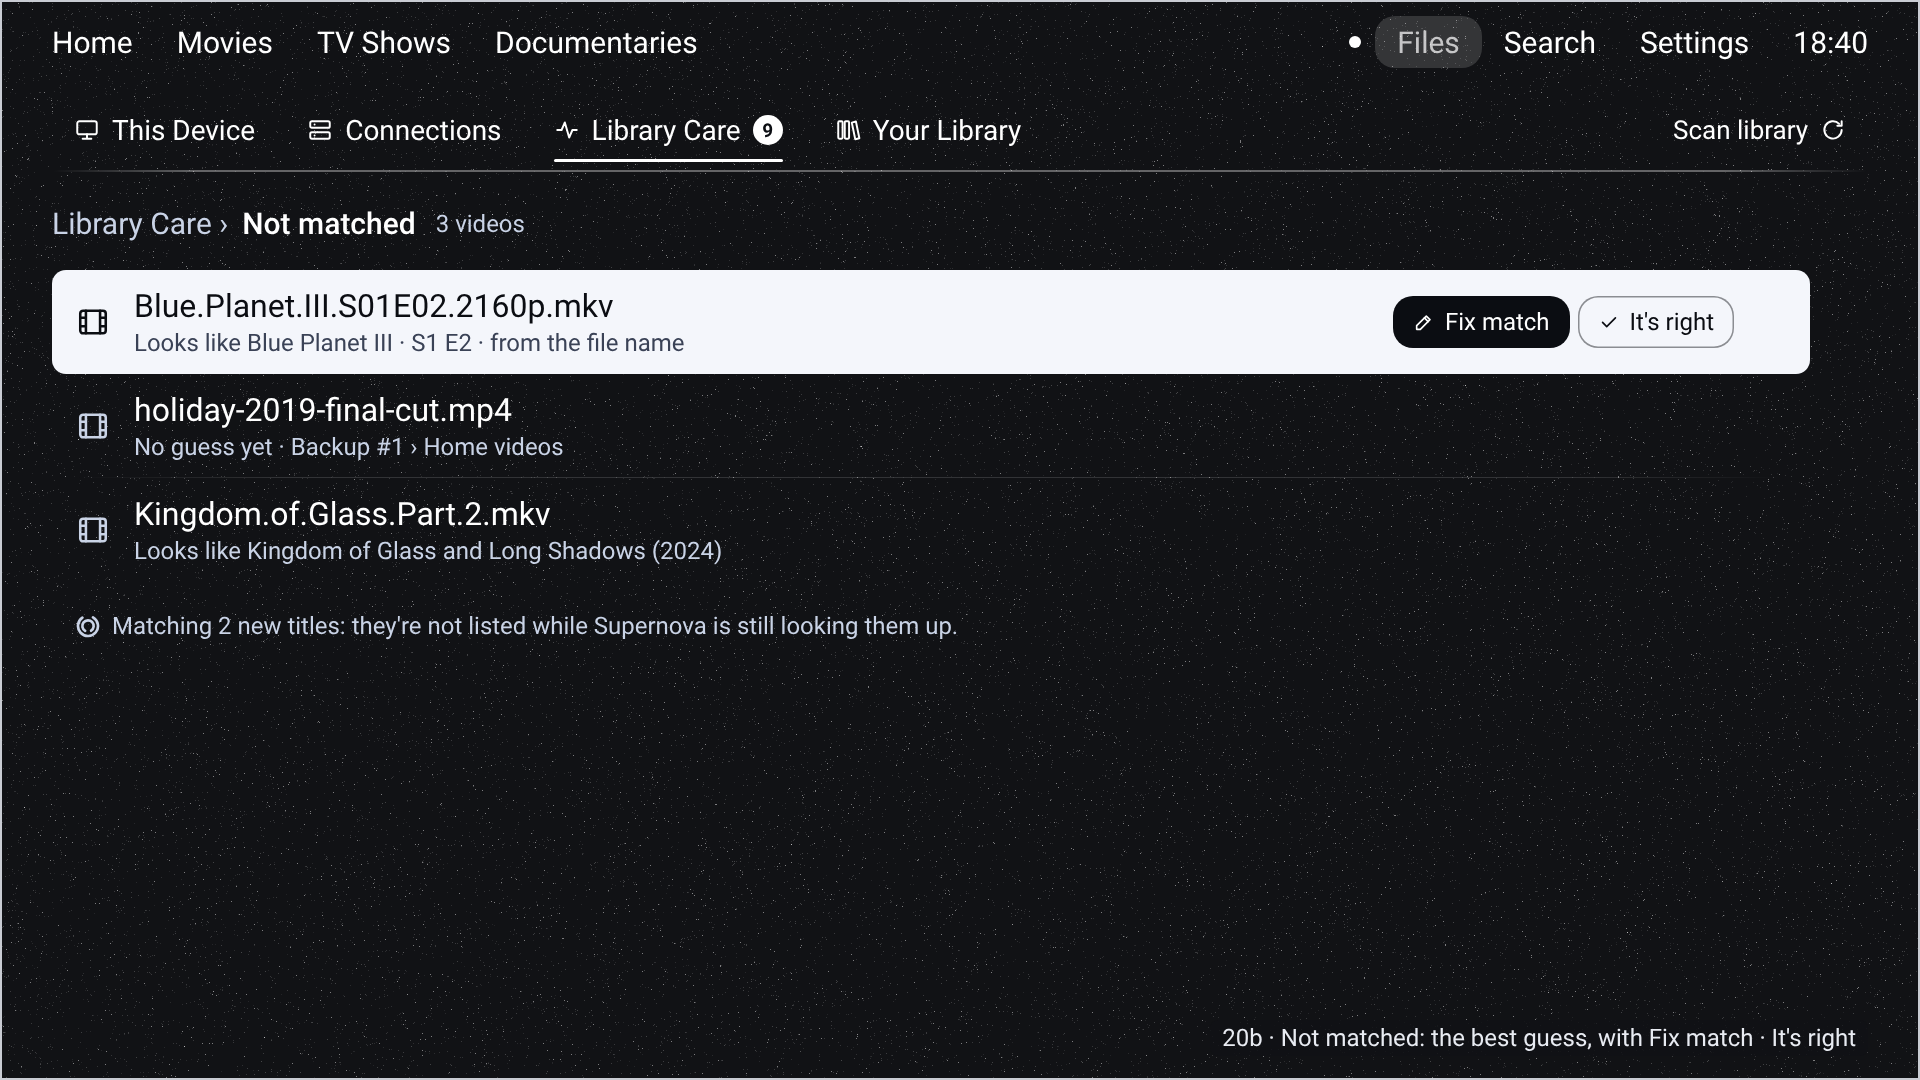 Home Movies TV Shows Documentaries Files Search Settings 18:40
This Device Connections Library Care 9 Your Library Scan library
Library Care › Not matched 3 videos
Blue.Planet.III.S01E02.2160p.mkv
Looks like Blue Planet III · S1 E2 · from the file name
Fix match It's right
holiday-2019-final-cut.mp4
No guess yet · Backup #1 › Home videos
Kingdom.of.Glass.Part.2.mkv
Looks like Kingdom of Glass and Long Shadows (2024)
Matching 2 new titles: they're not listed while Supernova is still looking them up.
20b · Not matched: the best guess, with Fix match · It's right